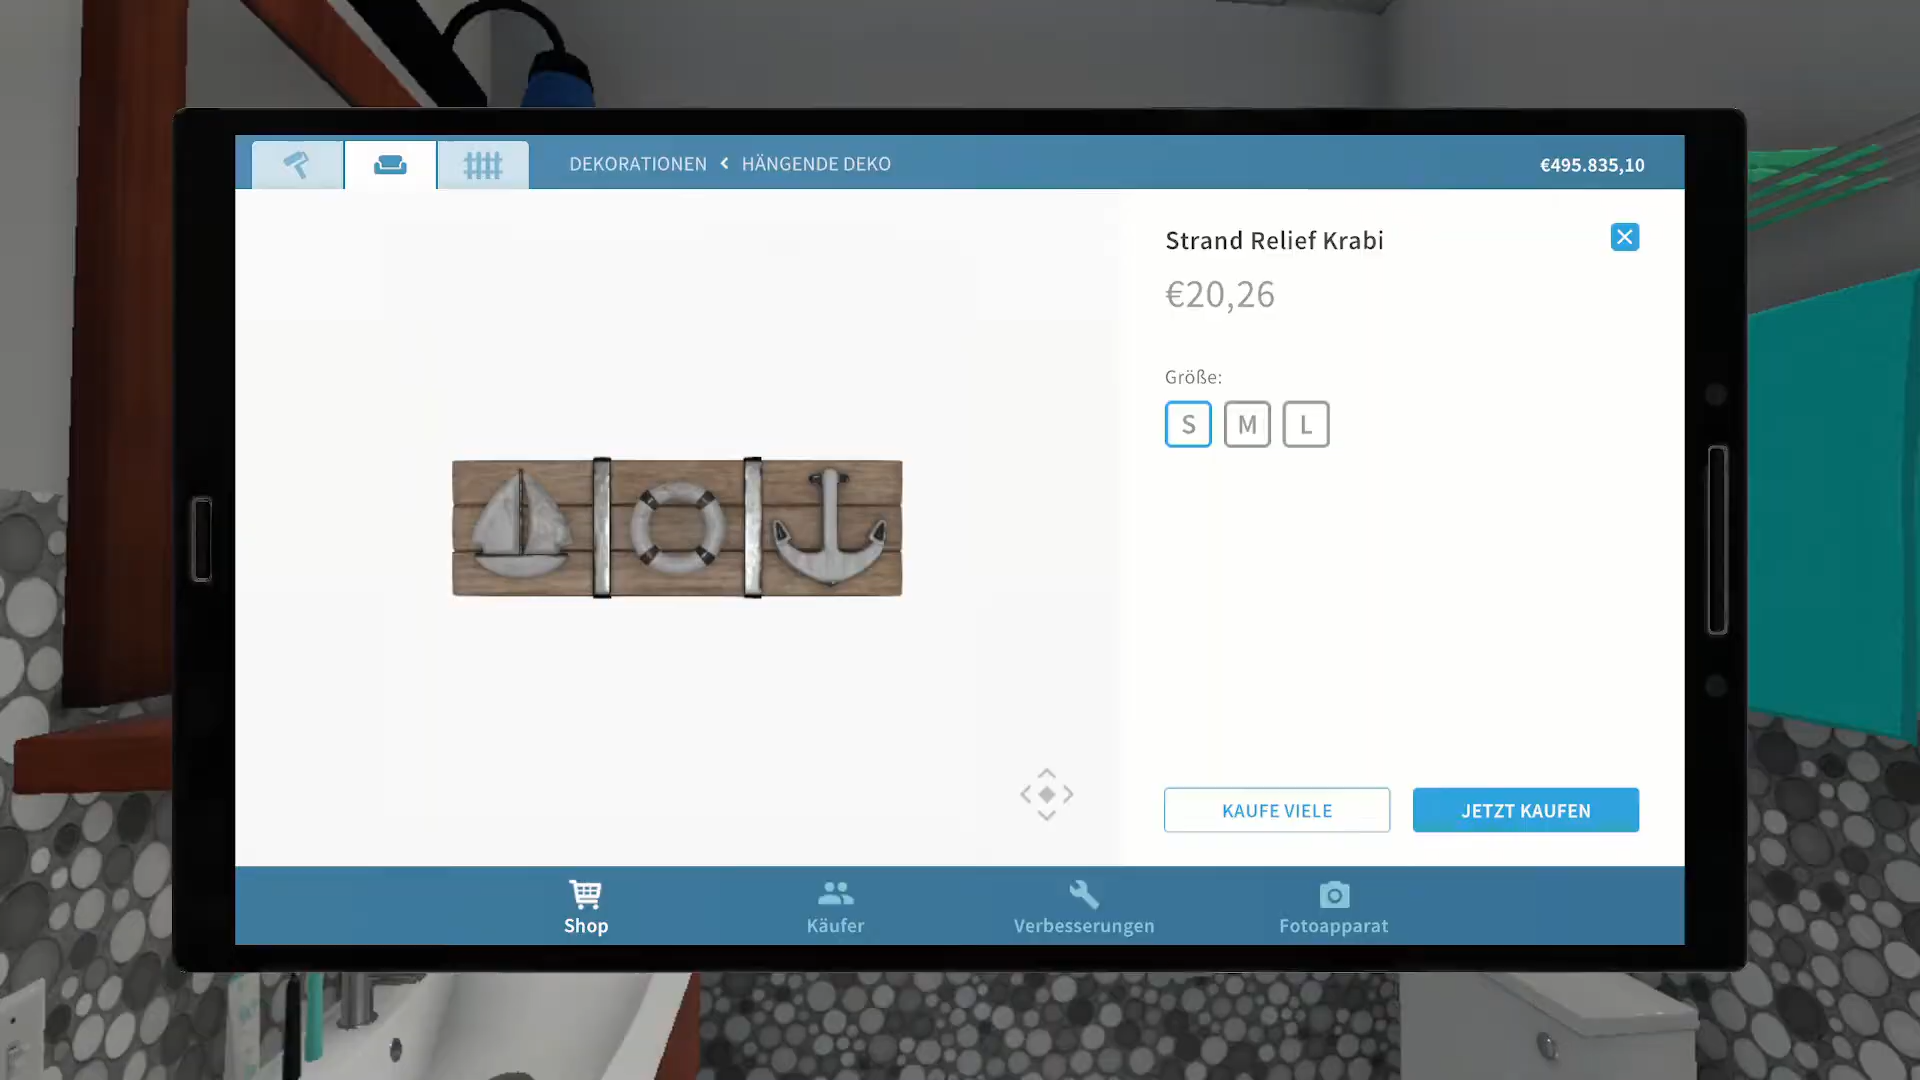 DEKORATIONEN < HÄNGENDE DEKO
€495.835,10
Strand Relief Krabi
€20,26
Größe:
S M L
KAUFE VIELE
JETZT KAUFEN
Shop
Käufer
Verbesserungen
Fotoapparat